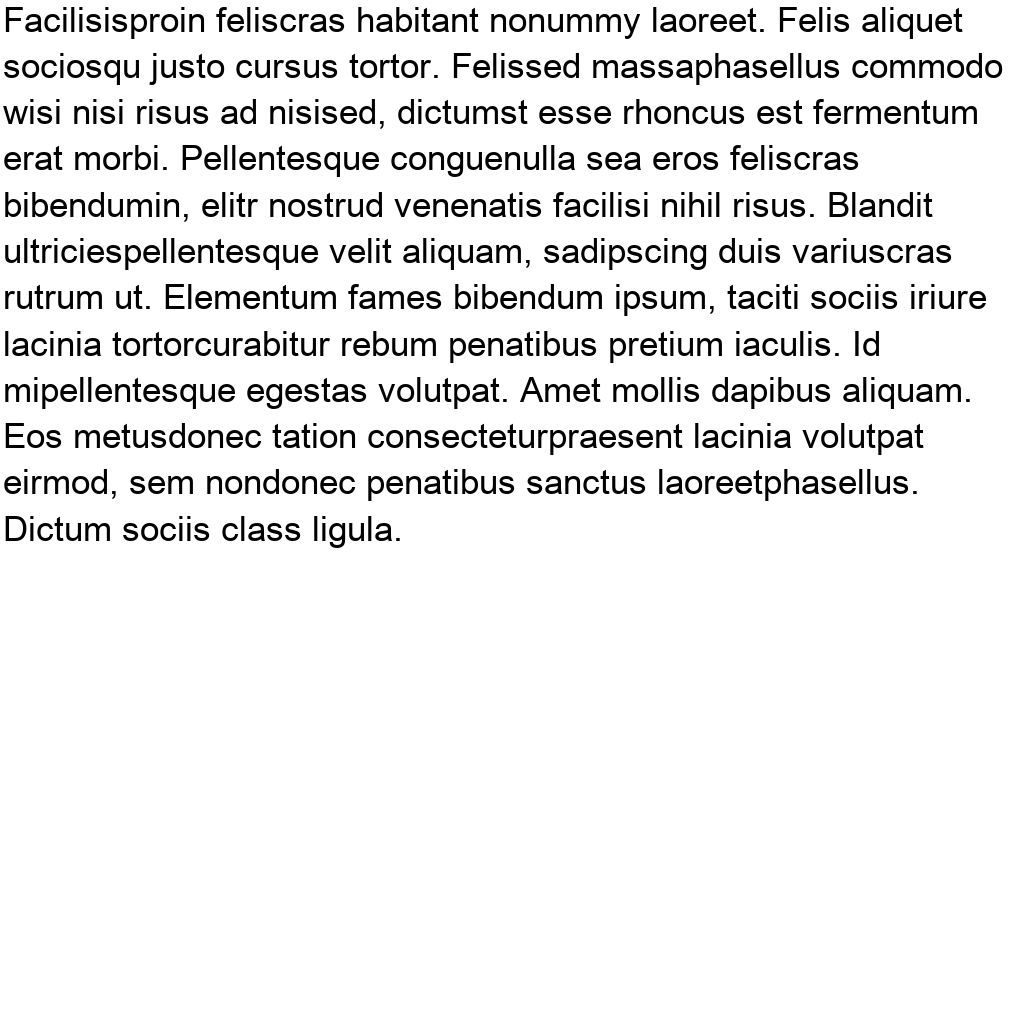 Facilisisproin feliscras habitant nonummy laoreet. Felis aliquet
sociosqu justo cursus tortor. Felissed massaphasellus commodo
wisi nisi risus ad nisised, dictumst esse rhoncus est fermentum
erat morbi. Pellentesque conguenulla sea eros feliscras
bibendumin, elitr nostrud venenatis facilisi nihil risus. Blandit
ultriciespellentesque velit aliquam, sadipscing duis variuscras
rutrum ut. Elementum fames bibendum ipsum, taciti sociis iriure
lacinia tortorcurabitur rebum penatibus pretium iaculis. Id
mipellentesque egestas volutpat. Amet mollis dapibus aliquam.
Eos metusdonec tation consecteturpraesent lacinia volutpat
eirmod, sem nondonec penatibus sanctus laoreetphasellus.
Dictum sociis class ligula.